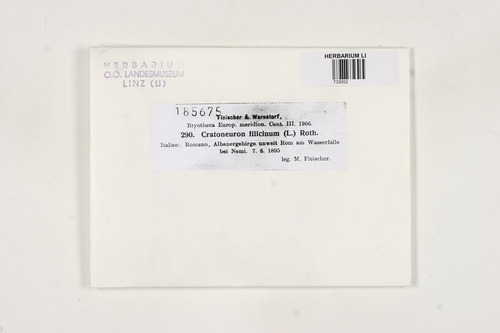 HERBARIUM
O.Ö. LANDESMUSEUM
LINZ (U)
HERBARIUM LI
185675
Fleischer & Warnstorf,
Bryotheca Europ. meridion. Cent. III. 1906.
290. Cratoneuron filicinum (L.) Roth.
Italien: Romano, Albanergebirge unweit Rom am Wasserfalle
bei Nemi. 7. 6. 1895
leg. M. Fleischer.